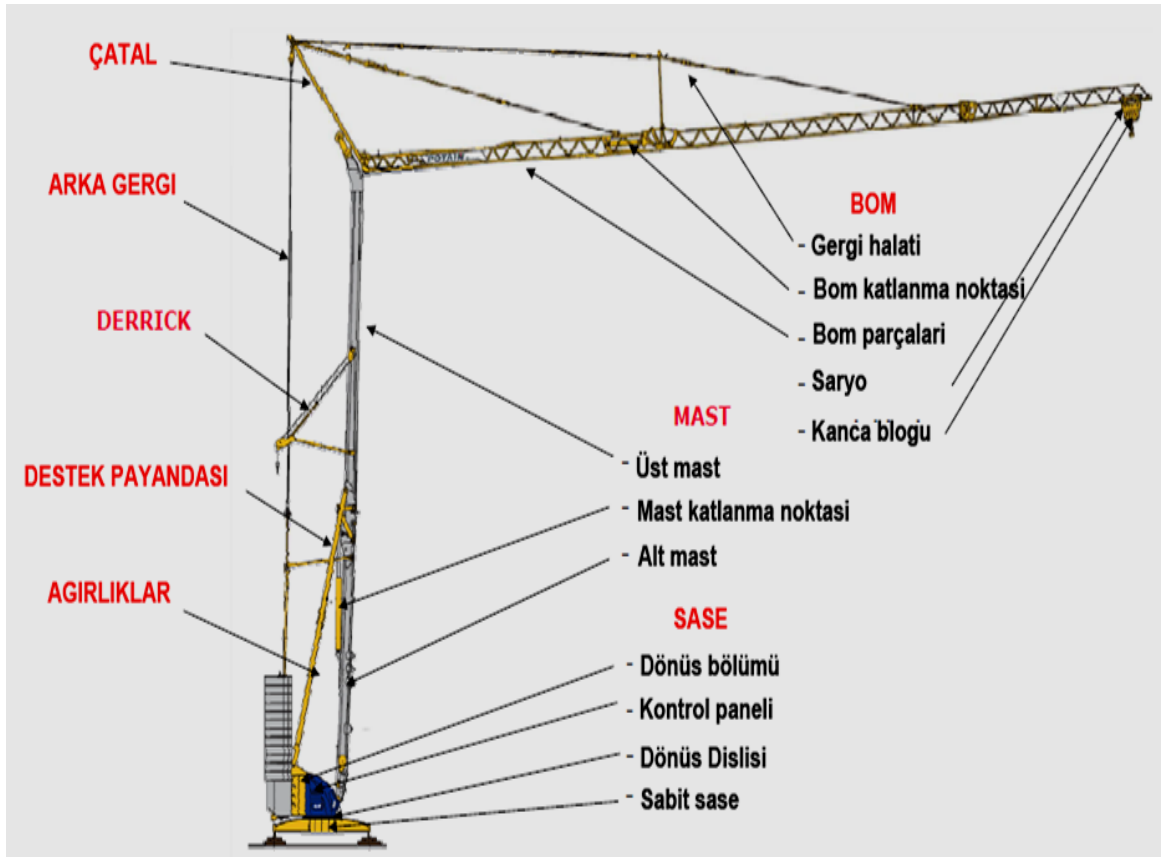 ÇATAL
ARKA GERGI
DERRICK
DESTEK PAYANDASI
AGIRLIKLAR
POTAIN
BOM
- Gergi halati
- Bom katlanma noktasi
- Bom parçalari
- Saryo
- Kanca blogu
MAST
- Üst mast
- Mast katlanma noktasi
- Alt mast
SASE
- Dönüs bölümü
- Kontrol paneli
- Dönüs Dislisi
- Sabit sase